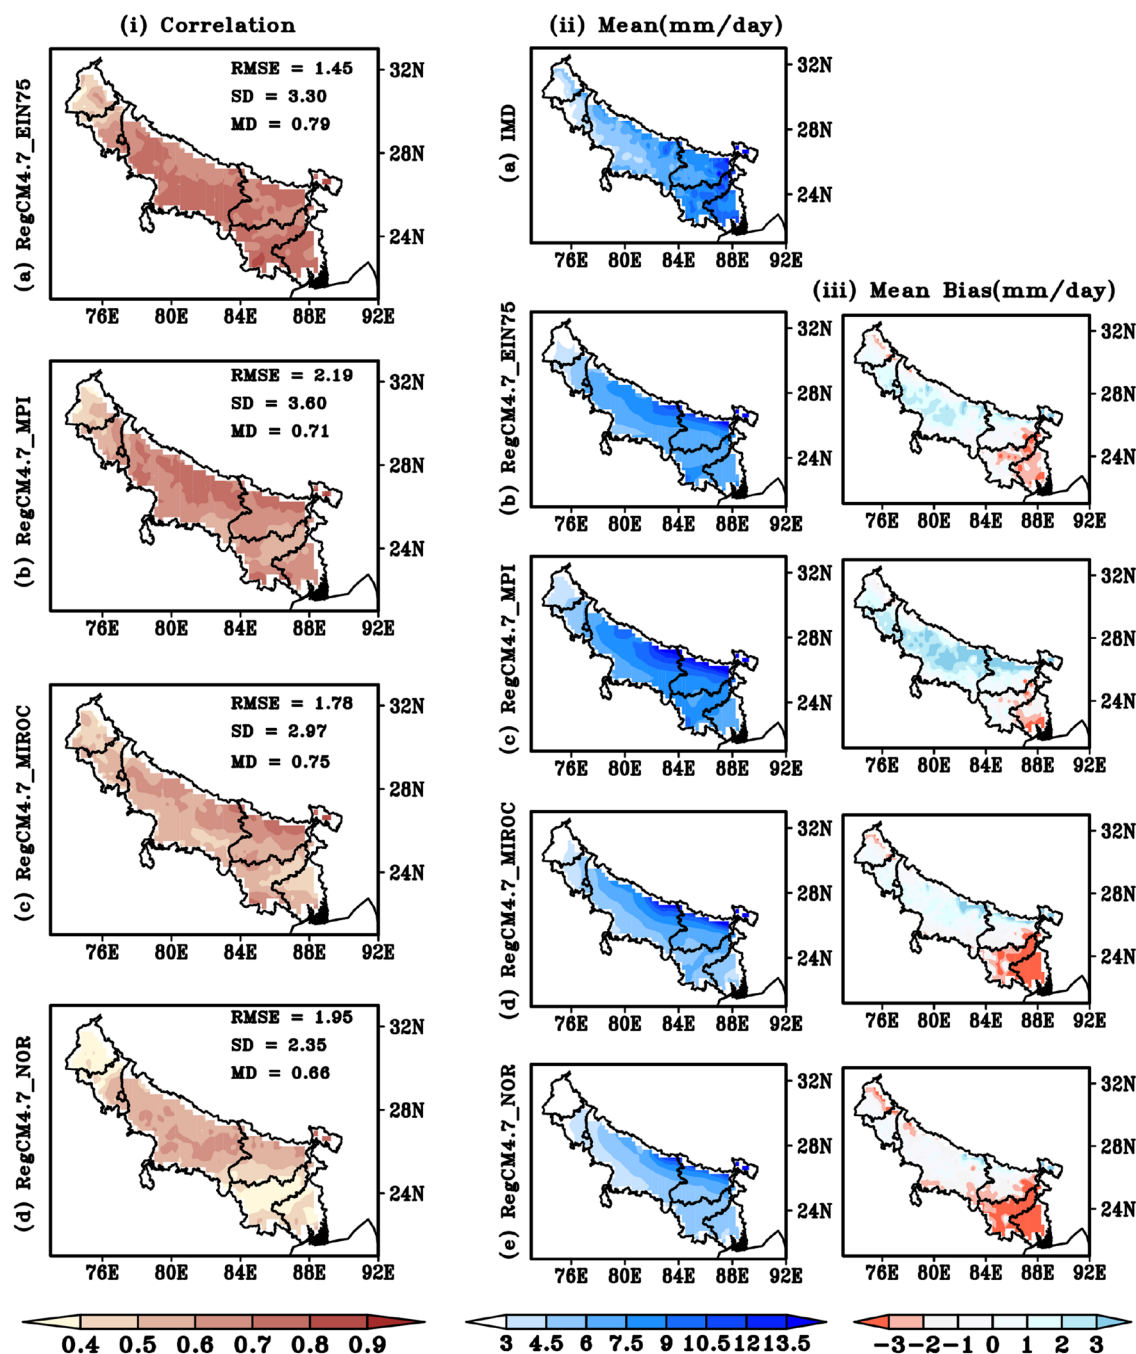 (i) Correlation
(a) RegCM4.7_EIN75
RMSE = 1.45
SD = 3.30
MD = 0.79
32N
28N
24N
76E 80E 84E 88E 92E
(b) RegCM4.7_MPI
RMSE = 2.19
SD = 3.60
MD = 0.71
32N
28N
24N
76E 80E 84E 88E 92E
(c) RegCM4.7_MIROC
RMSE = 1.78
SD = 2.97
MD = 0.75
32N
28N
24N
76E 80E 84E 88E 92E
(d) RegCM4.7_NOR
RMSE = 1.95
SD = 2.35
MD = 0.66
32N
28N
24N
76E 80E 84E 88E 92E
0.4 0.5 0.6 0.7 0.8 0.9
(ii) Mean(mm/day)
(a) IMD
32N
28N
24N
76E 80E 84E 88E 92E
(b) RegCM4.7_EIN75
32N
28N
24N
76E 80E 84E 88E 92E
(c) RegCM4.7_MPI
32N
28N
24N
76E 80E 84E 88E 92E
(d) RegCM4.7_MIROC
32N
28N
24N
76E 80E 84E 88E 92E
(e) RegCM4.7_NOR
32N
28N
24N
76E 80E 84E 88E 92E
3 4.5 6 7.5 9 10.5 12 13.5
(iii) Mean Bias(mm/day)
32N
28N
24N
76E 80E 84E 88E 92E
32N
28N
24N
76E 80E 84E 88E 92E
32N
28N
24N
76E 80E 84E 88E 92E
32N
28N
24N
76E 80E 84E 88E 92E
-3 -2 -1 0 1 2 3